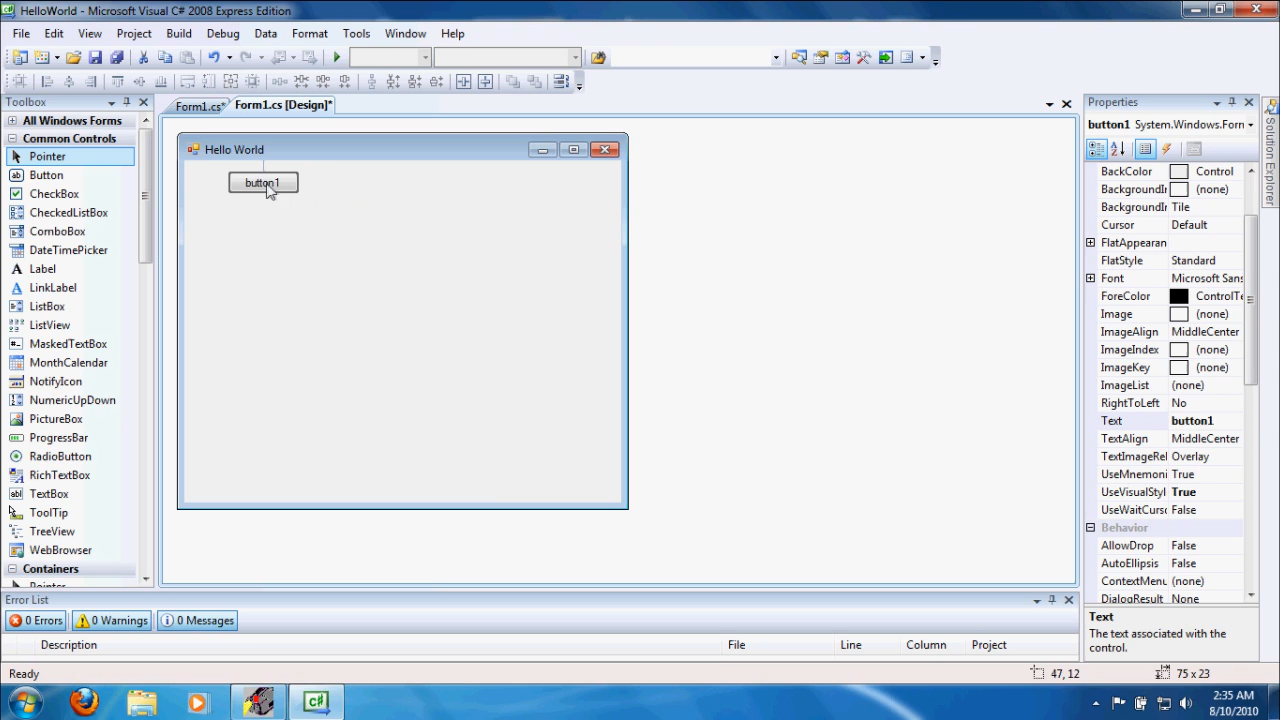 HelloWorld - Microsoft Visual C# 2008 Express Edition
File Edit View Project Build Debug Data Format Tools Window Help
Toolbox
All Windows Forms
Common Controls
Pointer
Button
CheckBox
CheckedListBox
ComboBox
DateTimePicker
Label
LinkLabel
ListBox
ListView
MaskedTextBox
MonthCalendar
NotifyIcon
NumericUpDown
PictureBox
ProgressBar
RadioButton
RichTextBox
TextBox
ToolTip
TreeView
WebBrowser
Containers
Pointer
Form1.cs* Form1.cs [Design]*
Hello World
button1
Properties
button1 System.Windows.Form
BackColor Control
BackgroundI (none)
BackgroundI Tile
Cursor Default
FlatAppearan
FlatStyle Standard
Font Microsoft Sans
ForeColor ControlTe
Image (none)
ImageAlign MiddleCenter
ImageIndex (none)
ImageKey (none)
ImageList (none)
RightToLeft No
Text button1
TextAlign MiddleCenter
TextImageRel Overlay
UseMnemoni True
UseVisualStyl True
UseWaitCurso False
Behavior
AllowDrop False
AutoEllipsis False
ContextMenu (none)
DialogResult None
Text
The text associated with the
control.
Solution Explorer
Error List
0 Errors 0 Warnings 0 Messages
Description File Line Column Project
Ready 47, 12 75 x 23
C#
2:35 AM
8/10/2010